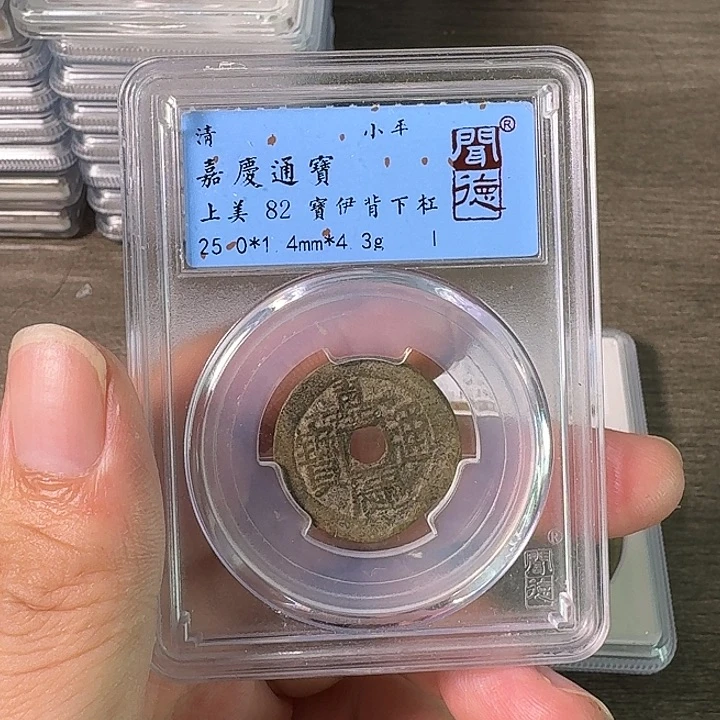 清 小平
嘉慶通寶
上美 82 寶伊背下杠
25.0*1.4mm*4.3g
聞德®
嘉慶通寶
聞德®